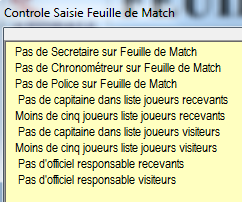 Controle Saisie Feuille de Match
Pas de Secretaire sur Feuille de Match
Pas de Chronométreur sur Feuille de Match
Pas de Police sur Feuille de Match
Pas de capitaine dans liste joueurs recevants
Moins de cinq joueurs liste joueurs recevants
Pas de capitaine dans liste joueurs visiteurs
Moins de cinq joueurs liste joueurs visiteurs
Pas d'officiel responsable recevants
Pas d'officiel responsable visiteurs